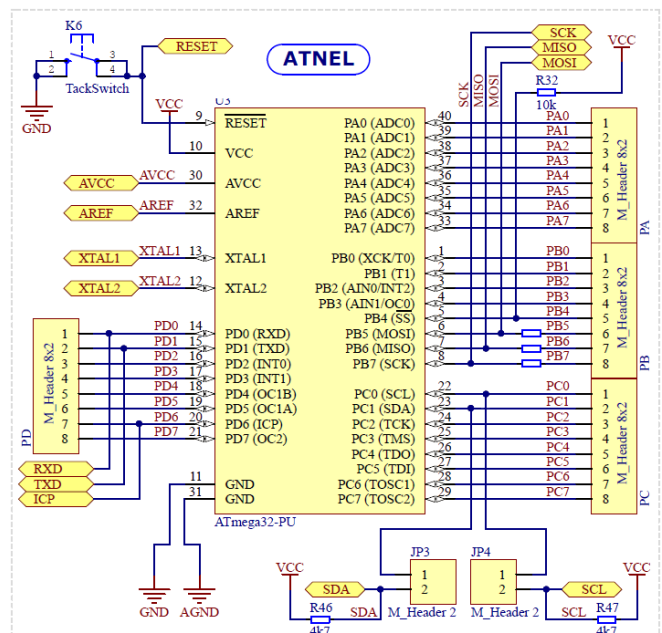 K6
1 3
2 4
TackSwitch
GND
RESET
ATNEL
SCK
MISO
MOSI
VCC
R32
10k
SCK
MISO
MOSI
VCC
U3
9 RESET
10 VCC
AVCC AVCC 30 AVCC
AREF AREF 32 AREF
XTAL1 XTAL1 13 XTAL1
XTAL2 XTAL2 12 XTAL2
PA0 (ADC0) 40 PA0 1
PA1 (ADC1) 39 PA1 2
PA2 (ADC2) 38 PA2 3
PA3 (ADC3) 37 PA3 4
PA4 (ADC4) 36 PA4 5
PA5 (ADC5) 35 PA5 6
PA6 (ADC6) 34 PA6 7
PA7 (ADC7) 33 PA7 8
M_Header 8x2
PA
PB0 (XCK/T0) 1 PB0 1
PB1 (T1) 2 PB1 2
PB2 (AIN0/INT2) 3 PB2 3
PB3 (AIN1/OC0) 4 PB3 4
PB4 (SS) 5 PB4 5
PB5 (MOSI) 6 PB5 6
PB6 (MISO) 7 PB6 7
PB7 (SCK) 8 PB7 8
M_Header 8x2
PB
1 PD0 14 PD0 (RXD)
2 PD1 15 PD1 (TXD)
3 PD2 16 PD2 (INT0)
4 PD3 17 PD3 (INT1)
5 PD4 18 PD4 (OC1B)
6 PD5 19 PD5 (OC1A)
7 PD6 20 PD6 (ICP)
8 PD7 21 PD7 (OC2)
M_Header 8x2
PD
RXD
TXD
ICP
PC0 (SCL) 22 PC0 1
PC1 (SDA) 23 PC1 2
PC2 (TCK) 24 PC2 3
PC3 (TMS) 25 PC3 4
PC4 (TDO) 26 PC4 5
PC5 (TDI) 27 PC5 6
PC6 (TOSC1) 28 PC6 7
PC7 (TOSC2) 29 PC7 8
M_Header 8x2
PC
11 GND
31 GND
ATmega32-PU
GND
AGND
JP3
1
2
M_Header 2
JP4
1
2
M_Header 2
VCC
SDA
R46
SDA
4k7
VCC
SCL
SCL
R47
4k7